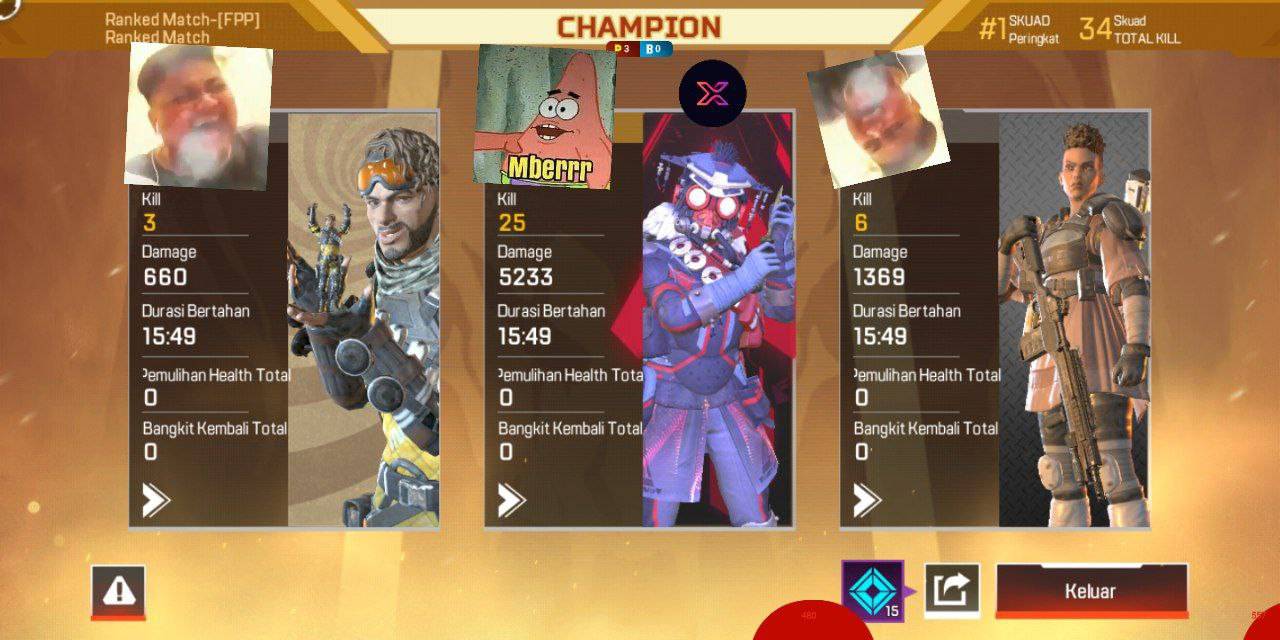 Ranked Match-[FPP]
Ranked Match
CHAMPION
P 3 B 0
#1 SKUAD Peringkat
34 Skuad TOTAL KILL
Kill
3
Damage
660
Durasi Bertahan
15:49
Pemulihan Health Total
0
Bangkit Kembali Total
0
Mberrr
Kill
25
Damage
5233
Durasi Bertahan
15:49
Pemulihan Health Tota
0
Bangkit Kembali Total
0
Kill
6
Damage
1369
Durasi Bertahan
15:49
Pemulihan Health Total
0
Bangkit Kembali Total
0
15
Keluar
480